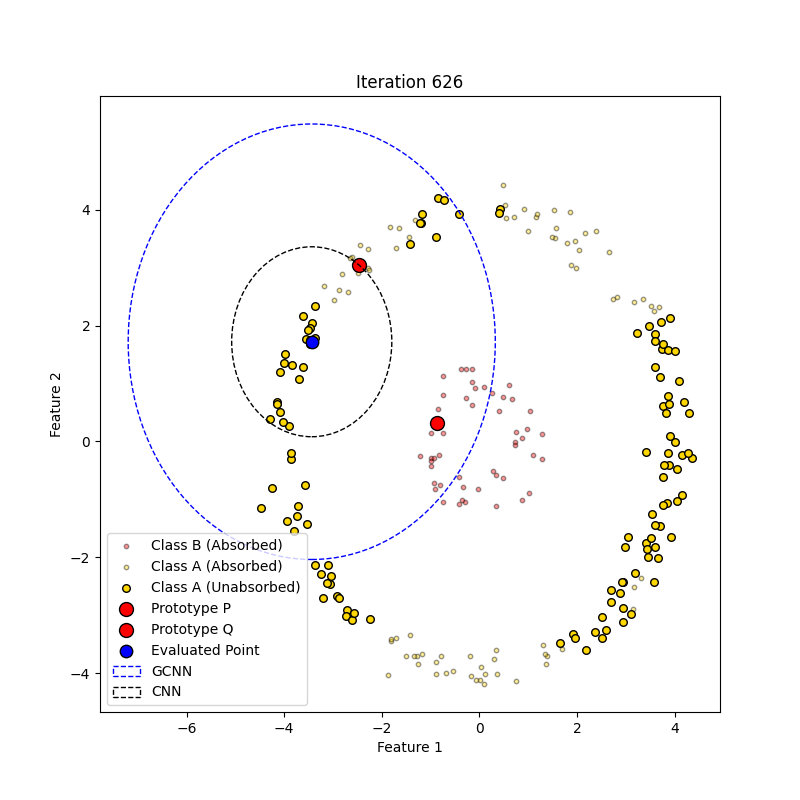 Iteration 626
Feature 2
4
2
0
−2
−4
Class B (Absorbed)
Class A (Absorbed)
Class A (Unabsorbed)
Prototype P
Prototype Q
Evaluated Point
GCNN
CNN
−6 −4 −2 0 2 4
Feature 1